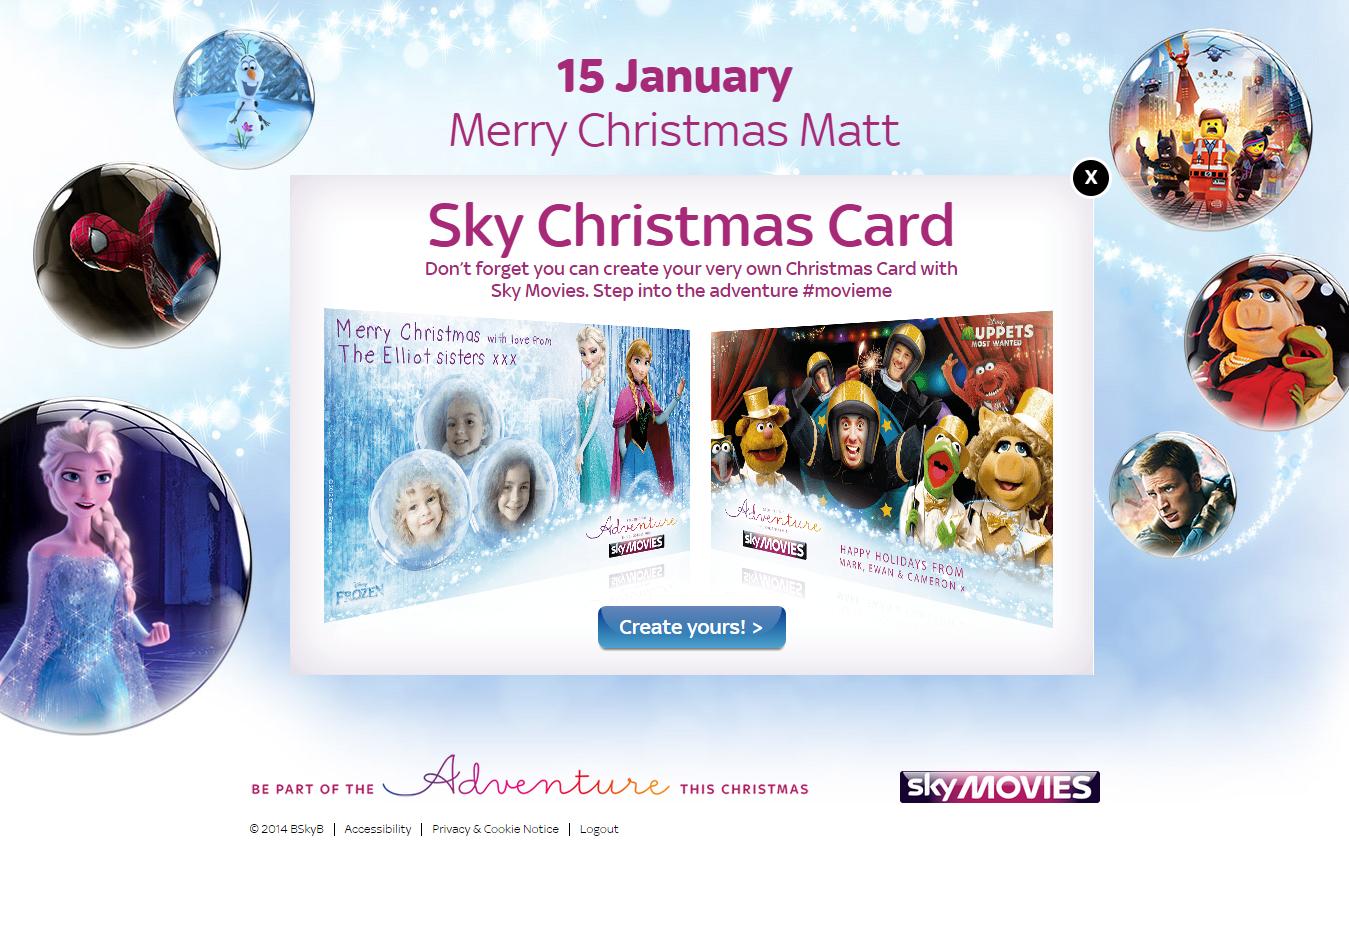 15 January
Merry Christmas Matt
X
Sky Christmas Card
Don't forget you can create your very own Christmas Card with
Sky Movies. Step into the adventure #movieme
Merry Christmas with love from
The Elliot sisters xxx
Adventure
sky MOVIES
Disney
FROZEN
Disney
MUPPETS
MOST WANTED
Adventure
sky MOVIES
HAPPY HOLIDAYS FROM
MARK, EWAN & CAMERON x
Create yours! >
BE PART OF THE Adventure THIS CHRISTMAS
sky MOVIES
© 2014 BSkyB | Accessibility | Privacy & Cookie Notice | Logout